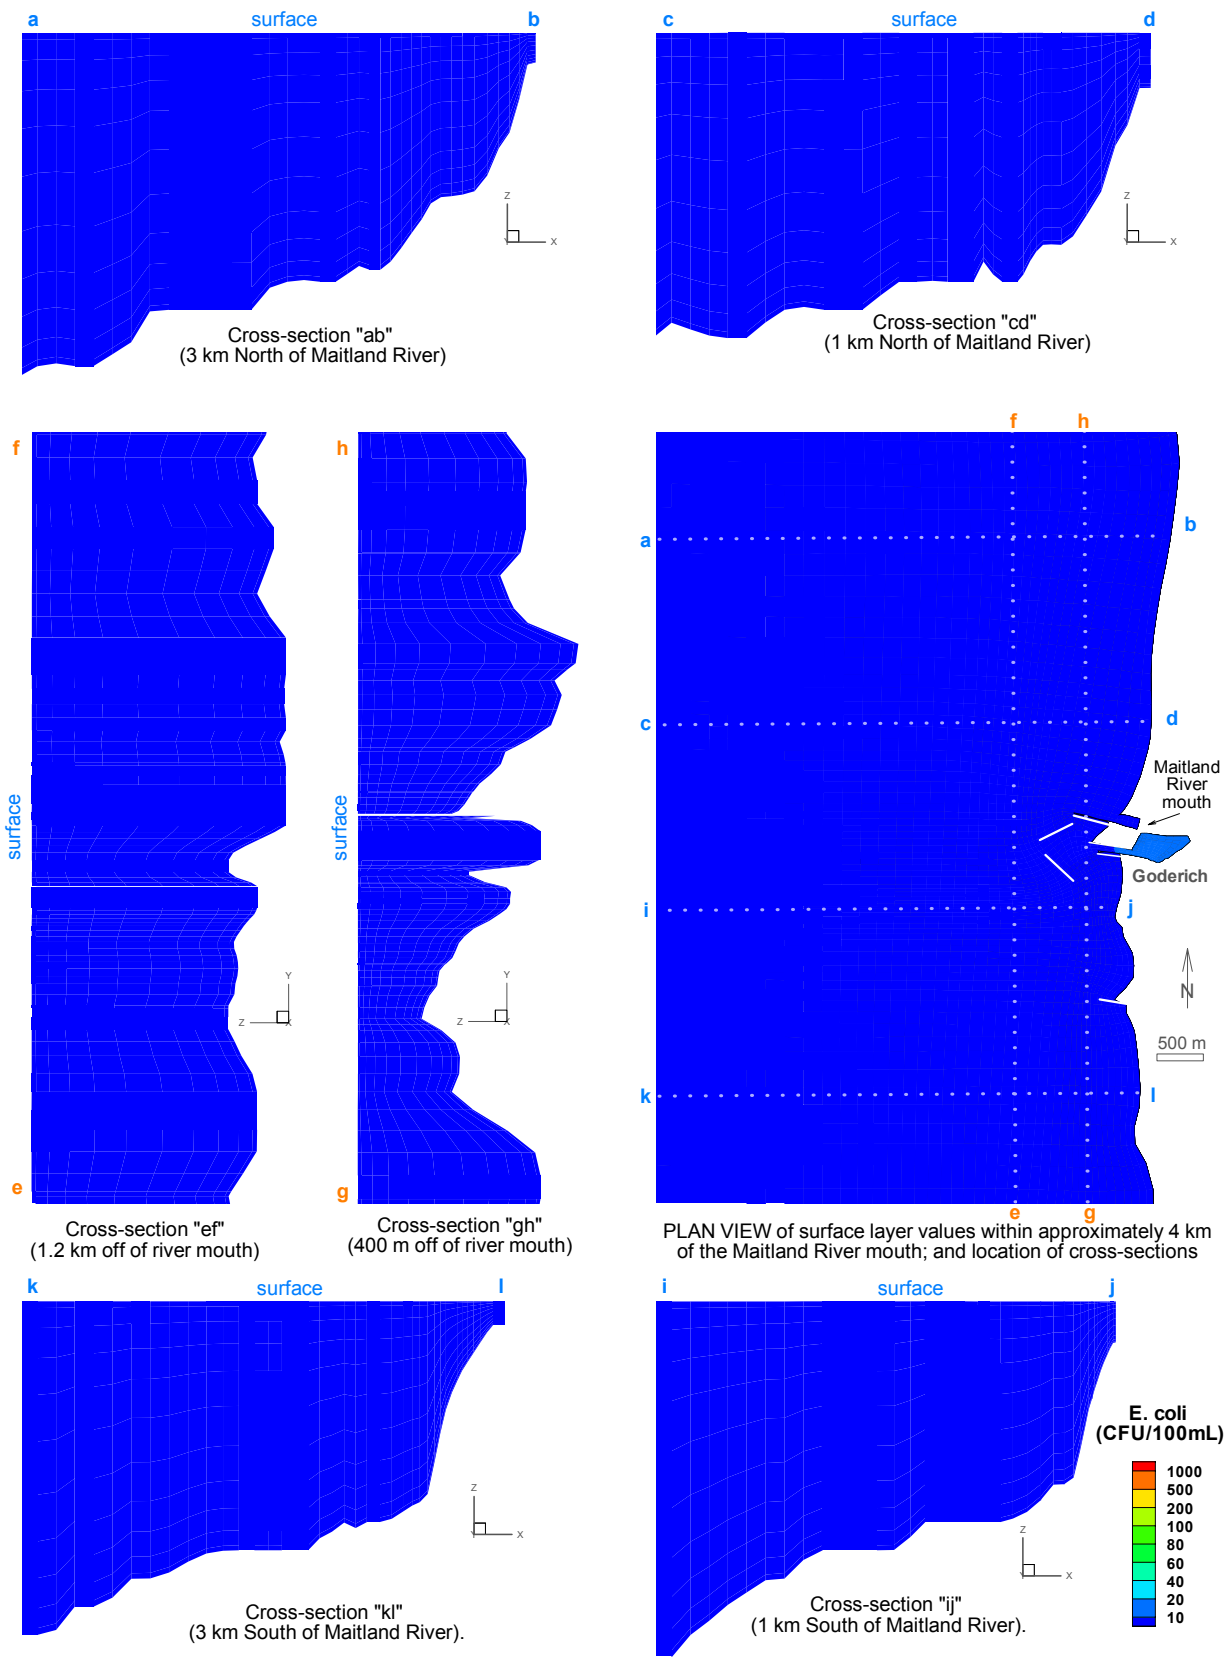 a surface b
c surface d
Z
X
Y
Z
X
Y
Cross-section "ab"
(3 km North of Maitland River)
Cross-section "cd"
(1 km North of Maitland River)
f
h
f h
b
a
c
d
surface
surface
Maitland
River
mouth
Goderich
i
j
N
500 m
Y
Z X
Y
Z X
k
l
e
g
e g
Cross-section "ef"
(1.2 km off of river mouth)
Cross-section "gh"
(400 m off of river mouth)
PLAN VIEW of surface layer values within approximately 4 km
of the Maitland River mouth; and location of cross-sections
k surface l
i surface j
Z
Y X
Z
Y X
Cross-section "kl"
(3 km South of Maitland River).
Cross-section "ij"
(1 km South of Maitland River).
E. coli
(CFU/100mL)
1000
500
200
100
80
60
40
20
10